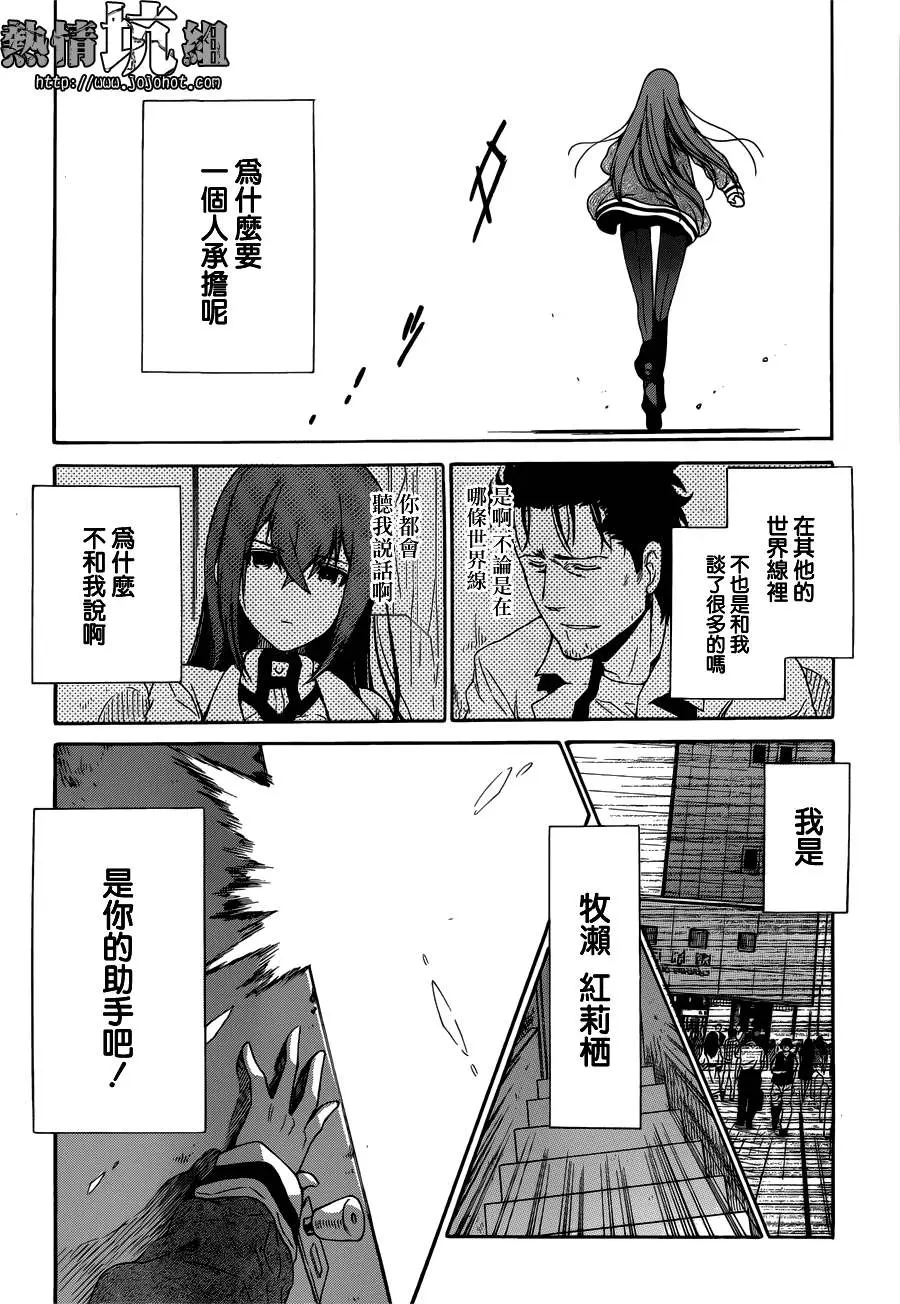 熱情坑組
http://www.jojohot.com
為什麼要
一個人承擔呢
在其他的
世界線裡
不也是和我
談了很多的嗎
是啊 不論是在
哪條世界線
你都會
聽我說話啊
為什麼
不和我說啊
我是
牧瀨 紅莉栖
是你的助手吧！